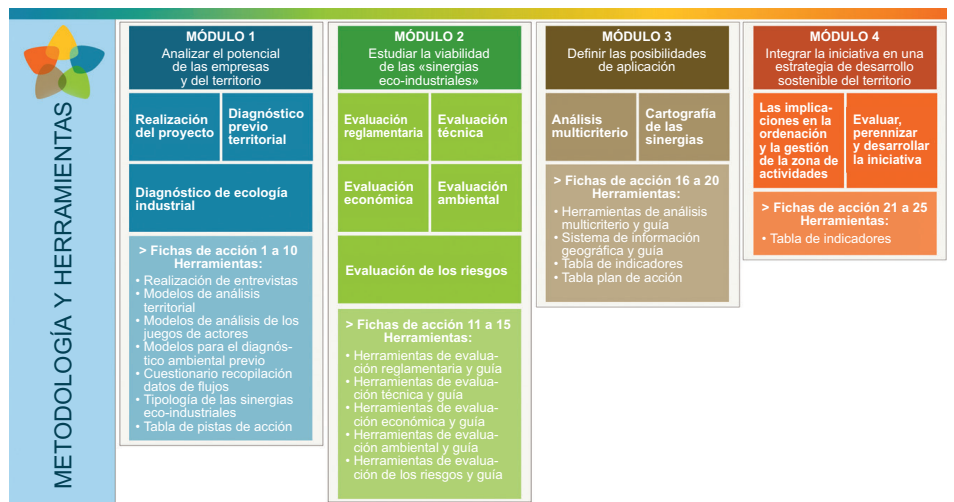 METODOLOGÍA Y HERRAMIENTAS
MÓDULO 1
Analizar el potencial
de las empresas
y del territorio
Realización
del proyecto
Diagnóstico
previo
territorial
Diagnóstico de ecología
industrial
> Fichas de acción 1 a 10
Herramientas:
• Realización de entrevistas
• Modelos de análisis
territorial
• Modelos de análisis de los
juegos de actores
• Modelos para el diagnós-
tico ambiental previo
• Cuestionario recopilación
datos de flujos
• Tipología de las sinergias
eco-industriales
• Tabla de pistas de acción
MÓDULO 2
Estudiar la viabilidad
de las «sinergias
eco-industriales»
Evaluación
reglamentaria
Evaluación
técnica
Evaluación
económica
Evaluación
ambiental
Evaluación de los riesgos
> Fichas de acción 11 a 15
Herramientas:
• Herramientas de evalua-
ción reglamentaria y guía
• Herramientas de evalua-
ción técnica y guía
• Herramientas de evalua-
ción económica y guía
• Herramientas de evalua-
ción ambiental y guía
• Herramientas de evalua-
ción de los riesgos y guía
MÓDULO 3
Definir las posibilidades
de aplicación
Análisis
multicriterio
Cartografía
de las
sinergias
> Fichas de acción 16 a 20
Herramientas:
• Herramientas de análisis
multicriterio y guía
• Sistema de información
geográfica y guía
• Tabla de indicadores
• Tabla plan de acción
MÓDULO 4
Integrar la iniciativa en una
estrategia de desarrollo
sostenible del territorio
Las implica-
ciones en la
ordenación
y la gestión
de la zona de
actividades
Evaluar,
perennizar
y desarrollar
la iniciativa
> Fichas de acción 21 a 25
Herramientas:
• Tabla de indicadores